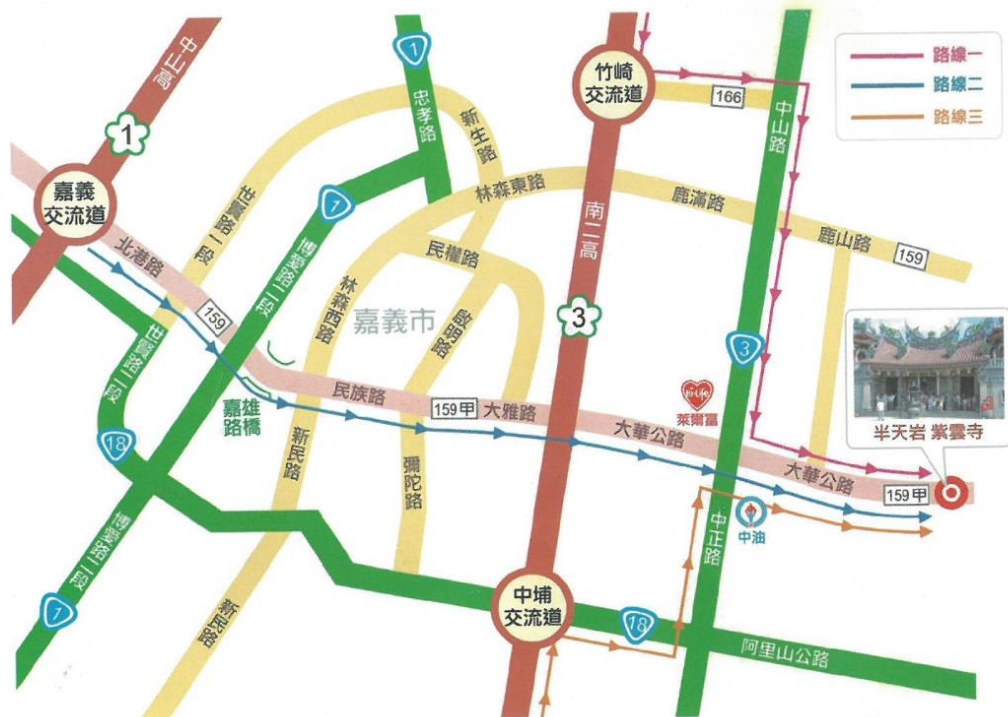 中山高
1
嘉義
交流道
北港路
159
世賢路一段
世賢路二段
18
1
忠孝路
新生路
1
博愛路二段
博愛路二段
1
林森東路
林森西路
民權路
啟明路
嘉義市
嘉雄
路橋
民族路
159甲
大雅路
新民路
新民路
彌陀路
竹崎
交流道
166
南二高
3
中埔
交流道
18
阿里山公路
中山路
3
中正路
鹿滿路
鹿山路
159
Hi-Life
萊爾富
大華公路
大華公路
159甲
中油
路線一
路線二
路線三
半天岩 紫雲寺